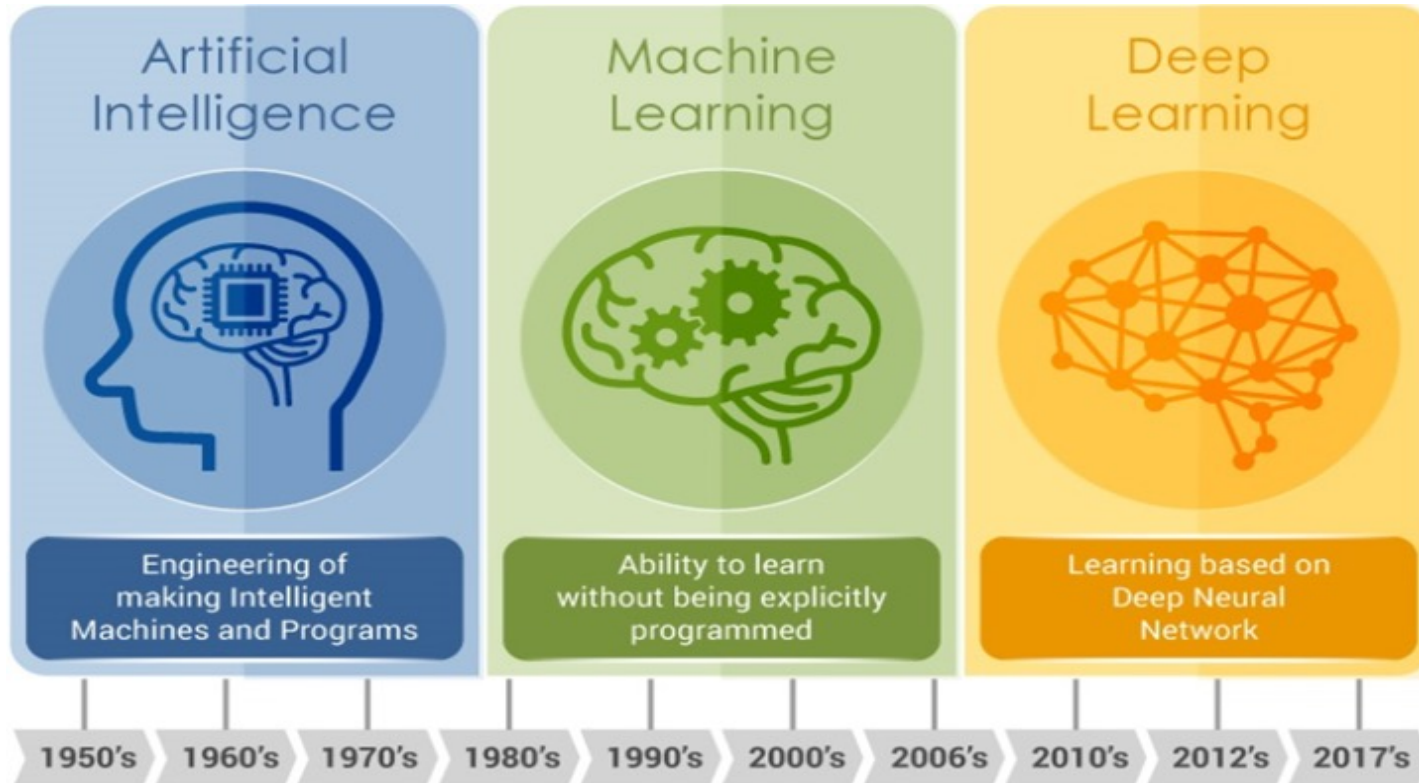 Artificial
Intelligence
Machine
Learning
Deep
Learning
Engineering of
making Intelligent
Machines and Programs
Ability to learn
without being explicitly
programmed
Learning based on
Deep Neural
Network
1950's
1960's
1970's
1980's
1990's
2000's
2006's
2010's
2012's
2017's